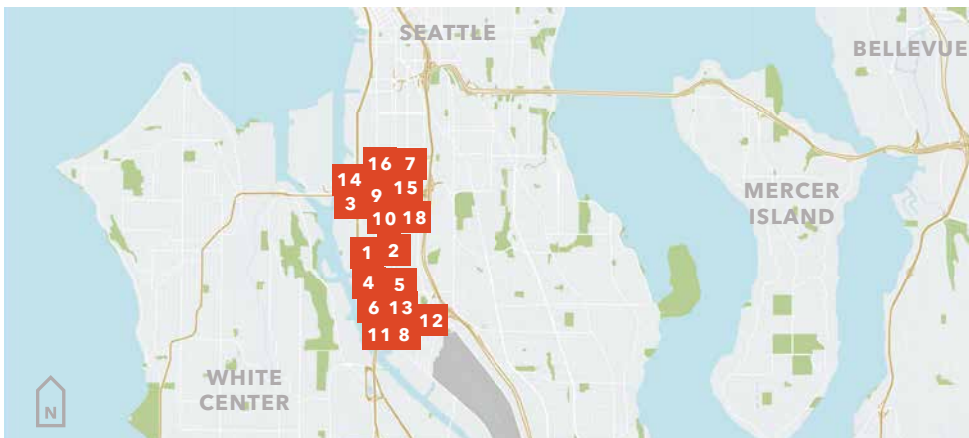 SEATTLE
BELLEVUE
16 7
14
15
9
3
10 18
MERCER
ISLAND
1 2
4 5
6 13
12
11 8
WHITE
CENTER
N